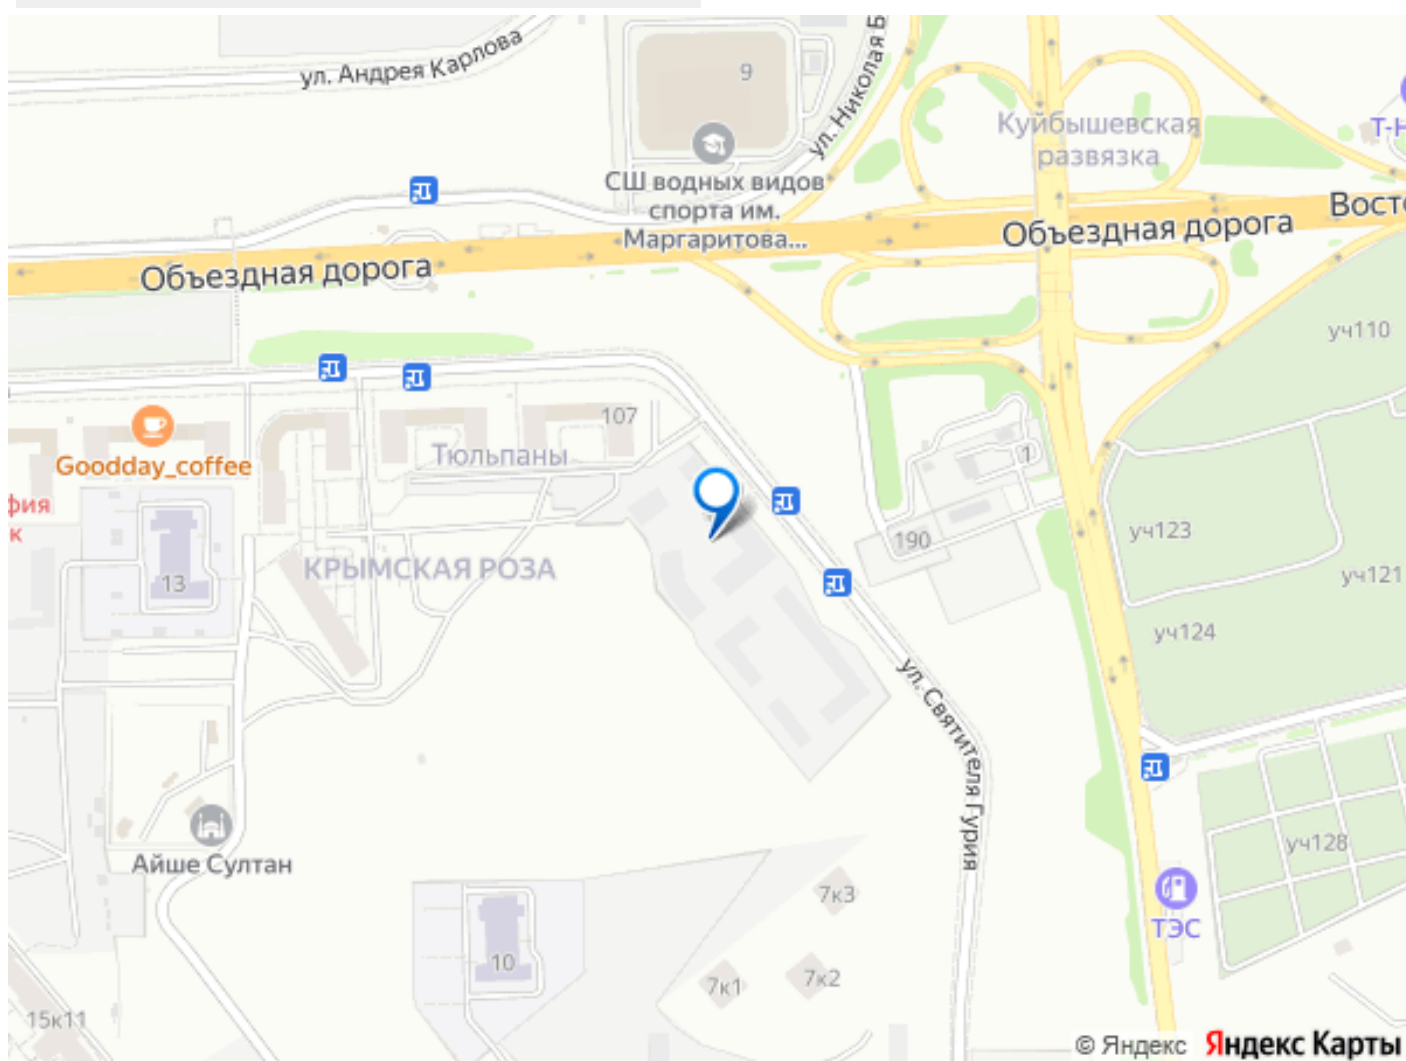 ул. Андрея Карлова
9
ул. Николая Б
Куйбышевская
развязка
Т-Н
СШ водных видов
спорта им.
Маргаритова...
Объездная дорога
Восто
Объездная дорога
уч110
107
Goodday_coffee
Тюльпаны
фия
к
1
190
уч123
13
КРЫМСКАЯ РОЗА
уч121
уч124
ул. Святителя Гурия
Айше Султан
уч128
7к3
ТЭС
10
7к1
7к2
15к11
© Яндекс Яндекс Карты